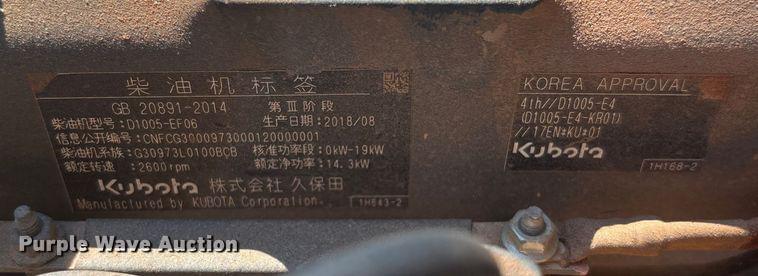 柴油机标签
GB 20891-2014 第Ⅲ阶段
柴油机型号: D1005-EF06 生产日期: 2018/08
信息公开编号: CNFCG3000973000120000001
柴油机系族: G30973L0100BCB 核准功率段: 0kW-19kW
额定转速: 2600rpm 额定净功率: 14.3kW
Kubota 株式会社 久保田
Manufactured by KUBOTA Corporation. 1H643-2
KOREA APPROVAL
4th//D1005-E4
(D1005-E4-KR01)
//17EN*KU*01
Kubota
1H168-2
Purple Wave Auction